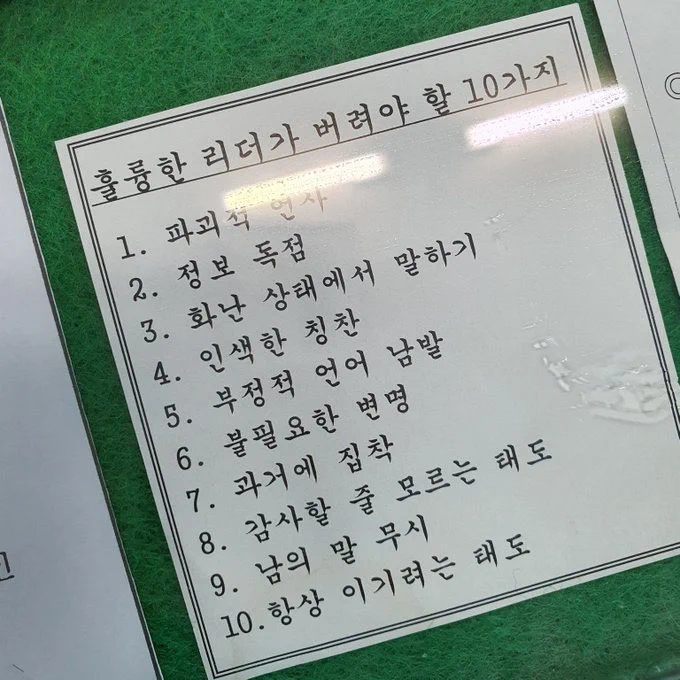 훌륭한 리더가 버려야 할 10가지
1. 파괴적 언사
2. 정보 독점
3. 화난 상태에서 말하기
4. 인색한 칭찬
5. 부정적 언어 남발
6. 불필요한 변명
7. 과거에 집착
8. 감사할 줄 모르는 태도
9. 남의 말 무시
10.항상 이기려는 태도